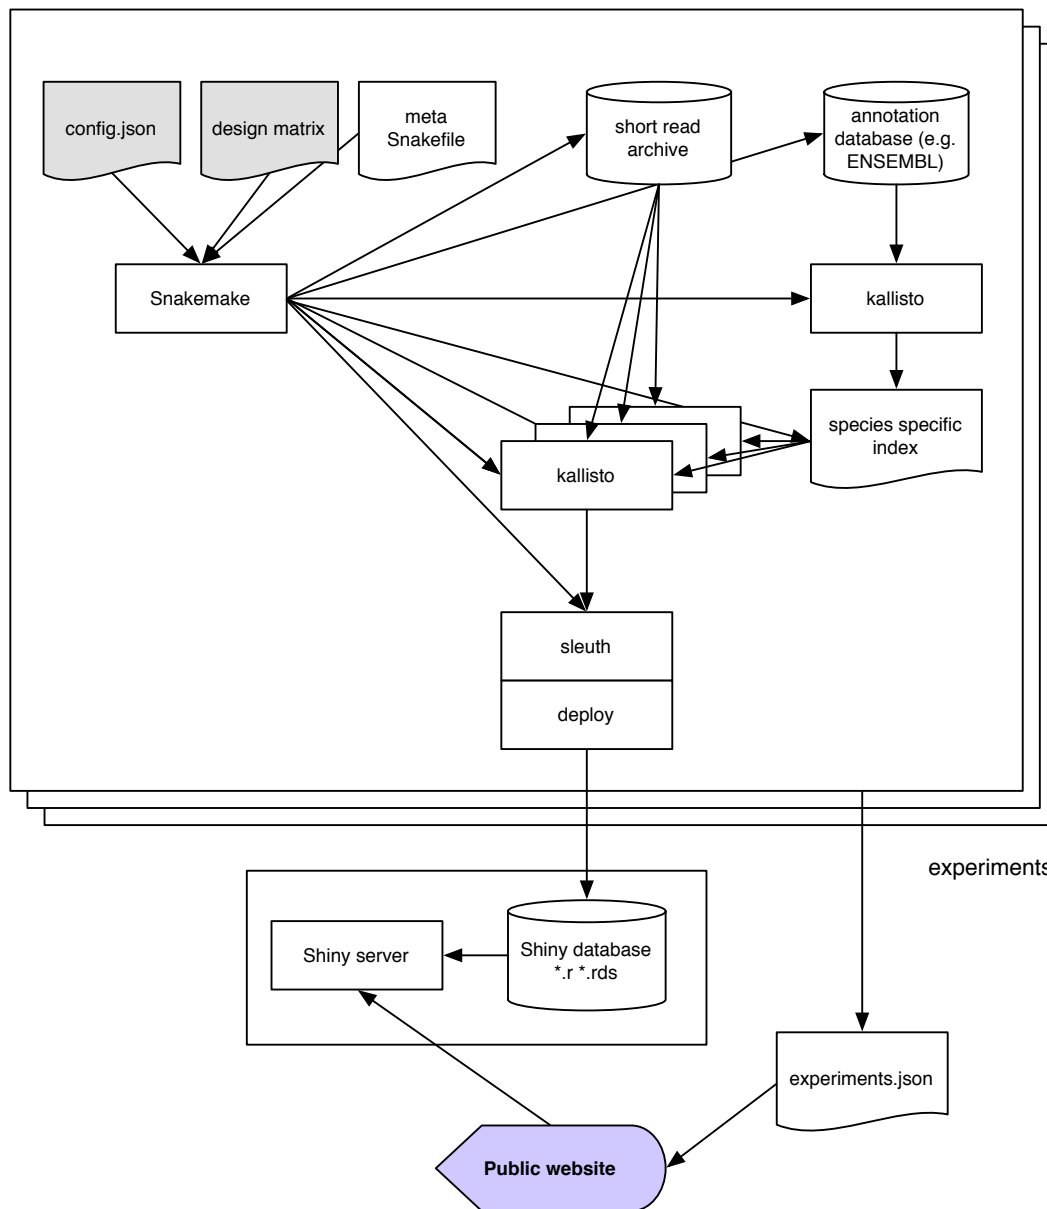 config.json
design matrix
meta
Snakefile
short read
archive
annotation
database (e.g.
ENSEMBL)
Snakemake
kallisto
species specific
index
kallisto
sleuth
deploy
experiments
Shiny server
Shiny database
*.r *.rds
experiments.json
Public website